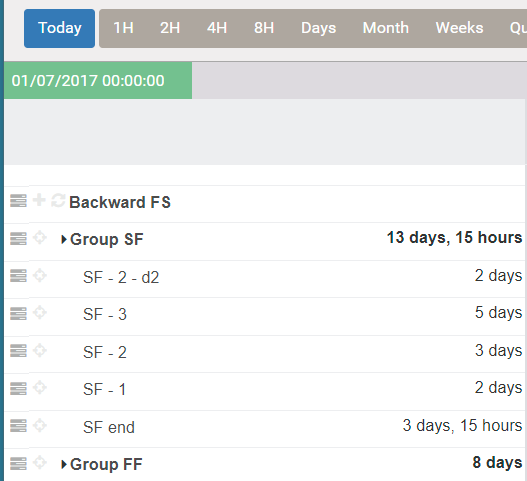 Today 1H 2H 4H 8H Days Month Weeks Qu
01/07/2017 00:00:00
Backward FS
Group SF 13 days, 15 hours
SF - 2 - d2 2 days
SF - 3 5 days
SF - 2 3 days
SF - 1 2 days
SF end 3 days, 15 hours
Group FF 8 days